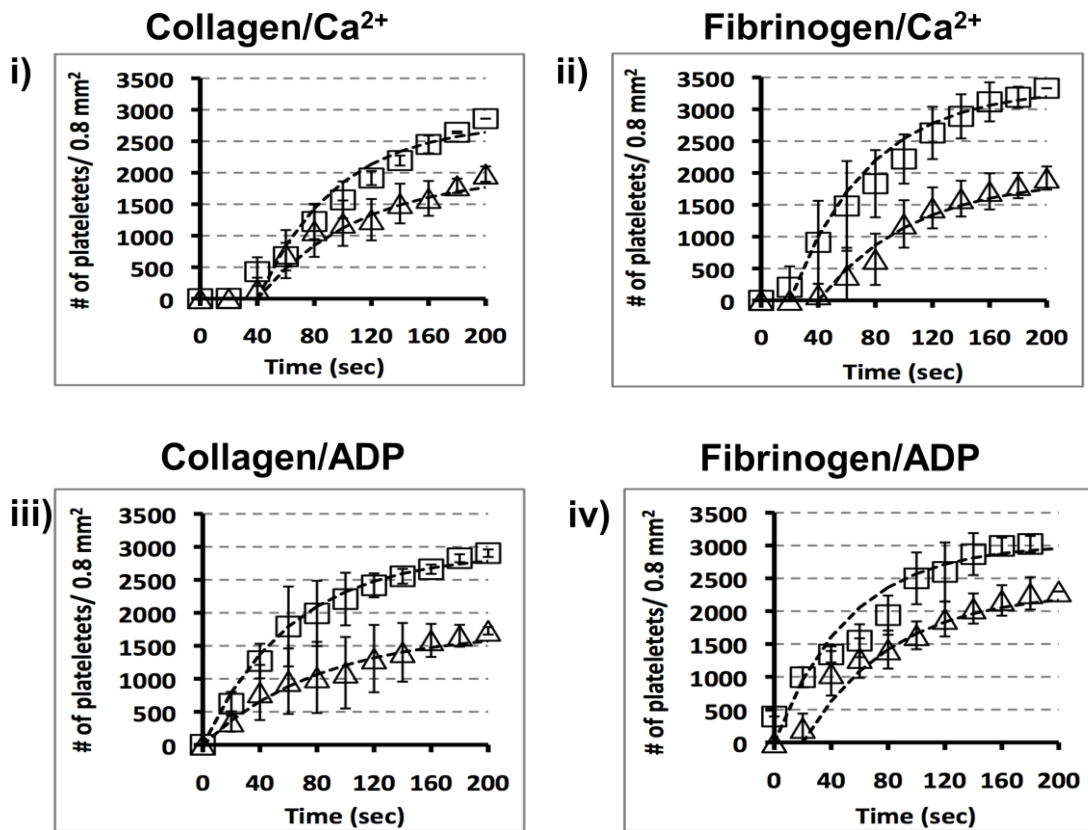 Collagen/Ca²⁺
i)
# of plateletets/ 0.8 mm²
3500
3000
2500
2000
1500
1000
500
0
0 40 80 120 160 200
Time (sec)
Fibrinogen/Ca²⁺
ii)
# of plateletets/ 0.8 mm²
3500
3000
2500
2000
1500
1000
500
0
0 40 80 120 160 200
Time (sec)
Collagen/ADP
iii)
# of plateletets/ 0.8 mm²
3500
3000
2500
2000
1500
1000
500
0
0 40 80 120 160 200
Time (sec)
Fibrinogen/ADP
iv)
# of plateletets/ 0.8 mm²
3500
3000
2500
2000
1500
1000
500
0
0 40 80 120 160 200
Time (sec)